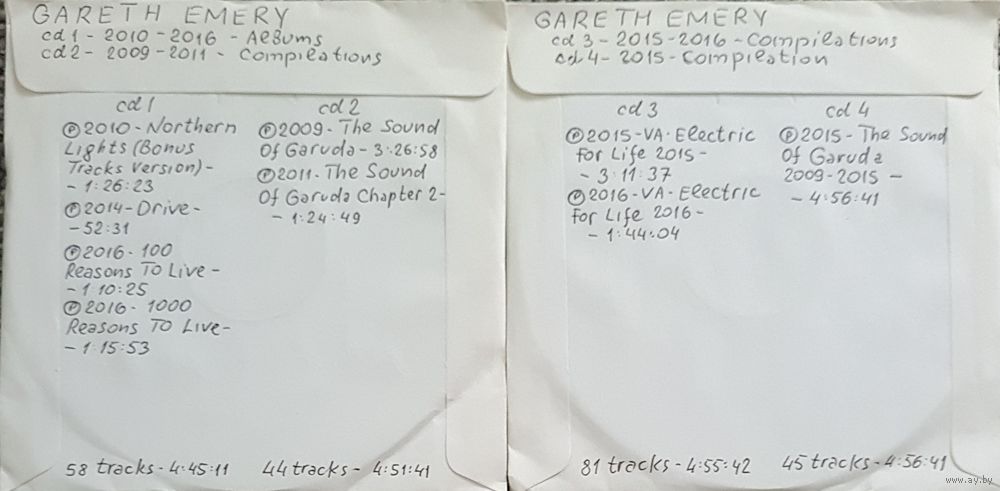 GARETH EMERY
cd 1 - 2010 - 2016 - Albums
cd 2 - 2009 - 2011 - Compilations
cd 1
Ⓟ 2010 - Northern
Lights (Bonus
Tracks Version) -
- 1:26:23
Ⓟ 2014 - Drive -
- 52:31
Ⓟ 2016 - 100
Reasons To Live -
- 1:10:25
Ⓟ 2016 - 1000
Reasons To Live -
- 1:15:53
cd 2
Ⓟ 2009 - The Sound
Of Garuda - 3:26:58
Ⓟ 2011 - The Sound
Of Garuda Chapter 2 -
- 1:24:49
58 tracks - 4:45:11
44 tracks - 4:51:41
GARETH EMERY
cd 3 - 2015 - 2016 - Compilations
cd 4 - 2015 - Compilation
cd 3
Ⓟ 2015 - VA - Electric
For Life 2015 -
- 3:11:37
Ⓟ 2016 - VA - Electric
For Life 2016 -
- 1:44:04
cd 4
Ⓟ 2015 - The Sound
Of Garuda
2009 - 2015 -
- 4:56:41
81 tracks - 4:55:42
45 tracks - 4:56:41
www.ay.by